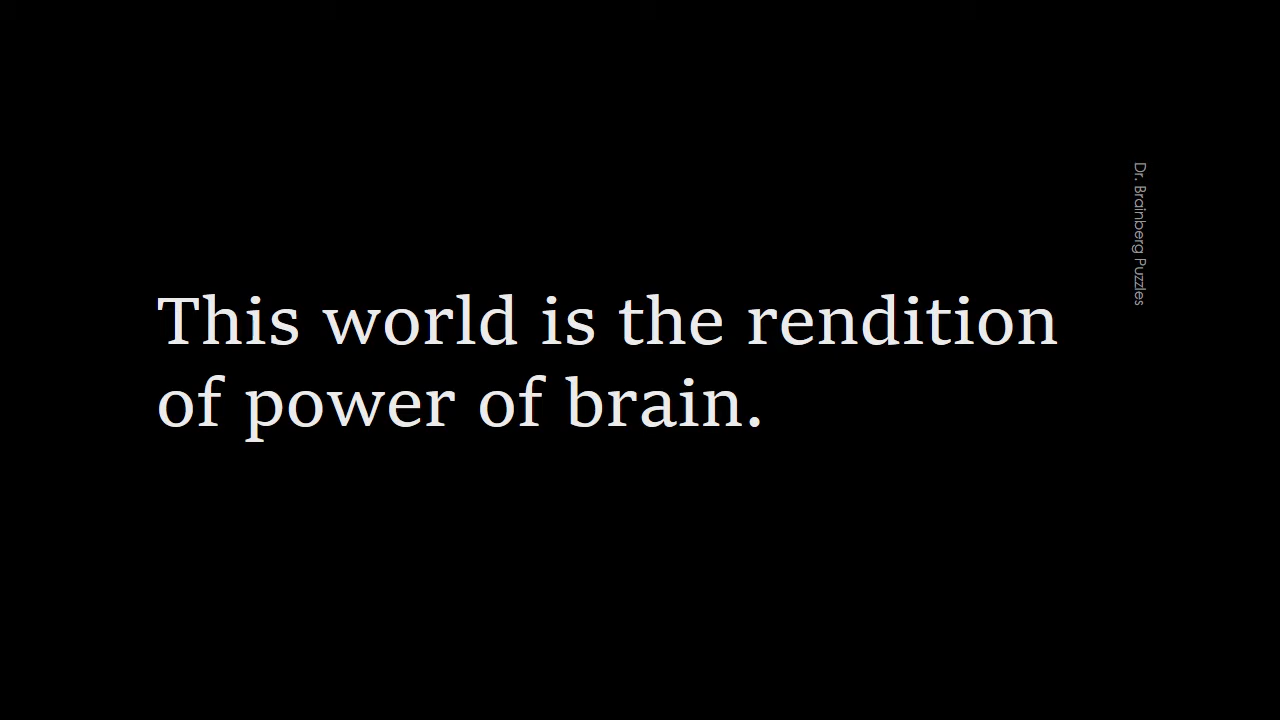 This world is the rendition
of power of brain.
Dr. Brainberg Puzzles